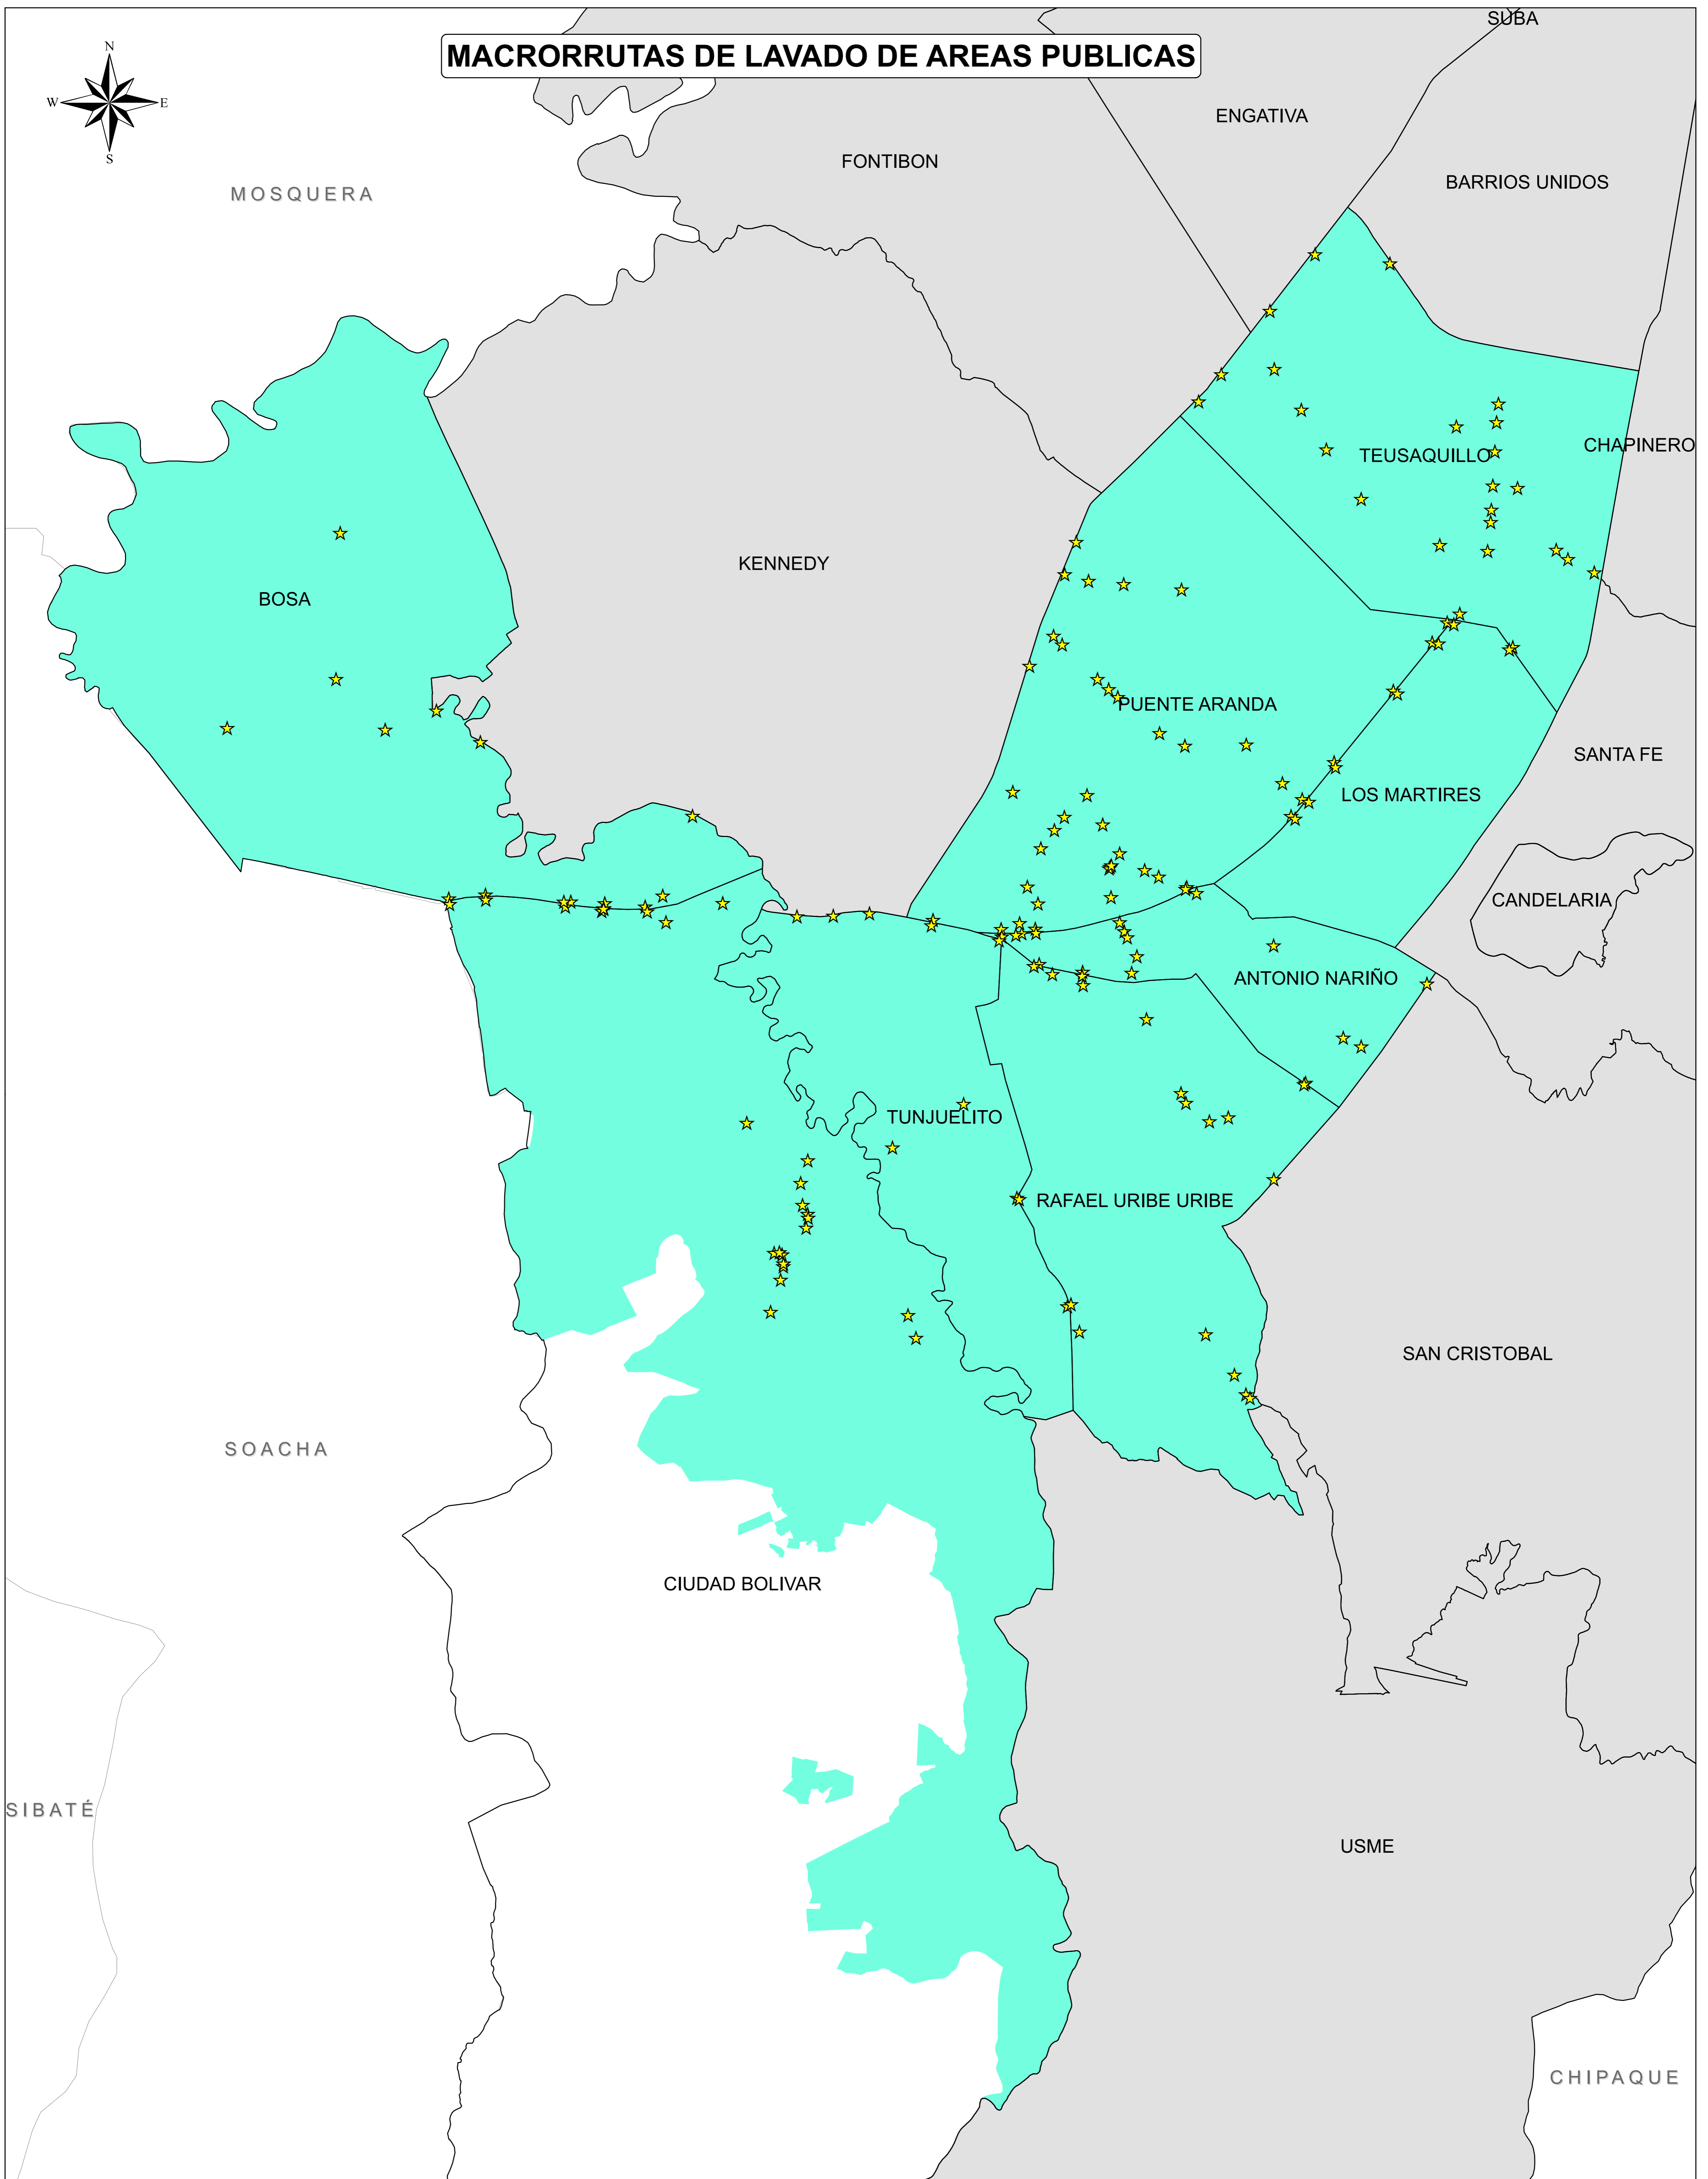 SUBA
MACRORRUTAS DE LAVADO DE AREAS PUBLICAS
N
W
E
S
ENGATIVA
FONTIBON
BARRIOS UNIDOS
MOSQUERA
TEUSAQUILLO
CHAPINERO
KENNEDY
BOSA
PUENTE ARANDA
SANTA FE
LOS MARTIRES
CANDELARIA
ANTONIO NARIÑO
TUNJUELITO
RAFAEL URIBE URIBE
SAN CRISTOBAL
SOACHA
CIUDAD BOLIVAR
SIBATÉ
USME
CHIPAQUE